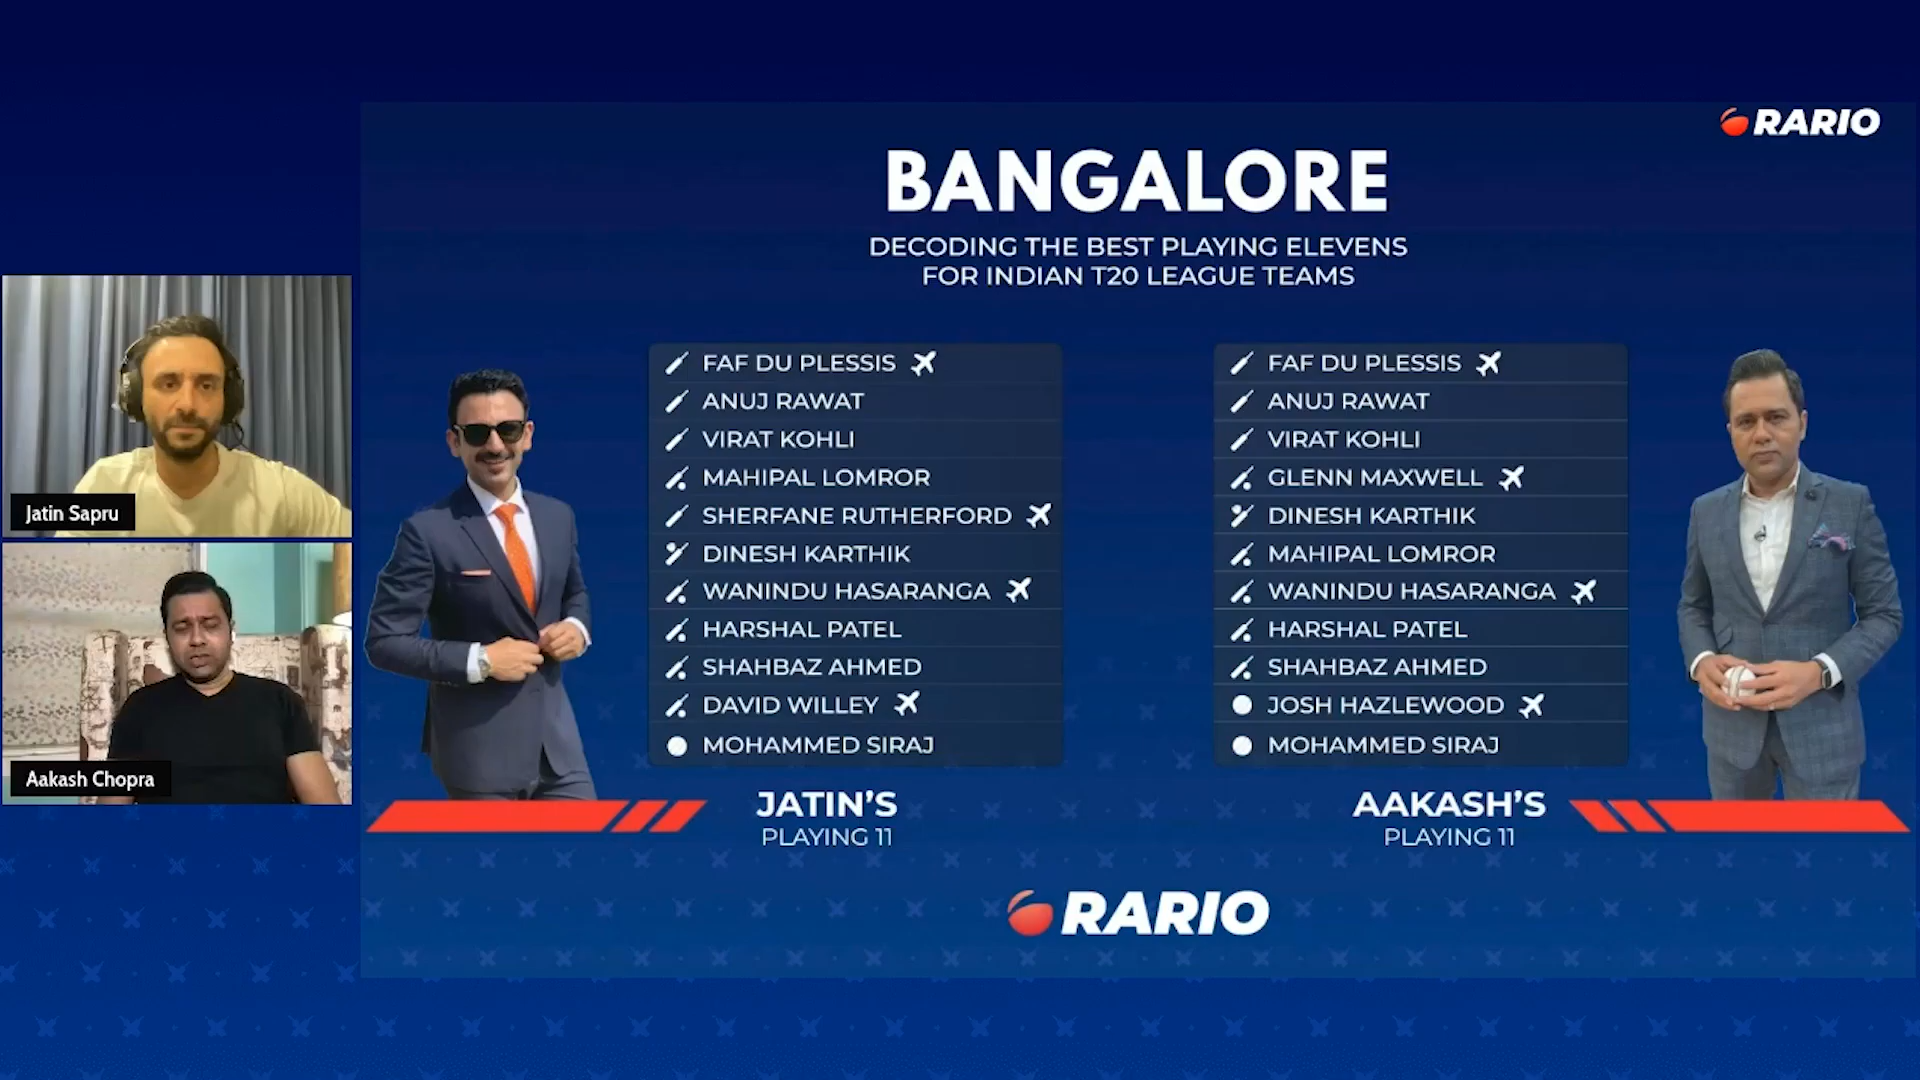 RARIO
BANGALORE
DECODING THE BEST PLAYING ELEVENS
FOR INDIAN T20 LEAGUE TEAMS
Jatin Sapru
Aakash Chopra
FAF DU PLESSIS
ANUJ RAWAT
VIRAT KOHLI
MAHIPAL LOMROR
SHERFANE RUTHERFORD
DINESH KARTHIK
WANINDU HASARANGA
HARSHAL PATEL
SHAHBAZ AHMED
DAVID WILLEY
MOHAMMED SIRAJ
JATIN'S
PLAYING 11
FAF DU PLESSIS
ANUJ RAWAT
VIRAT KOHLI
GLENN MAXWELL
DINESH KARTHIK
MAHIPAL LOMROR
WANINDU HASARANGA
HARSHAL PATEL
SHAHBAZ AHMED
JOSH HAZLEWOOD
MOHAMMED SIRAJ
AAKASH'S
PLAYING 11
RARIO